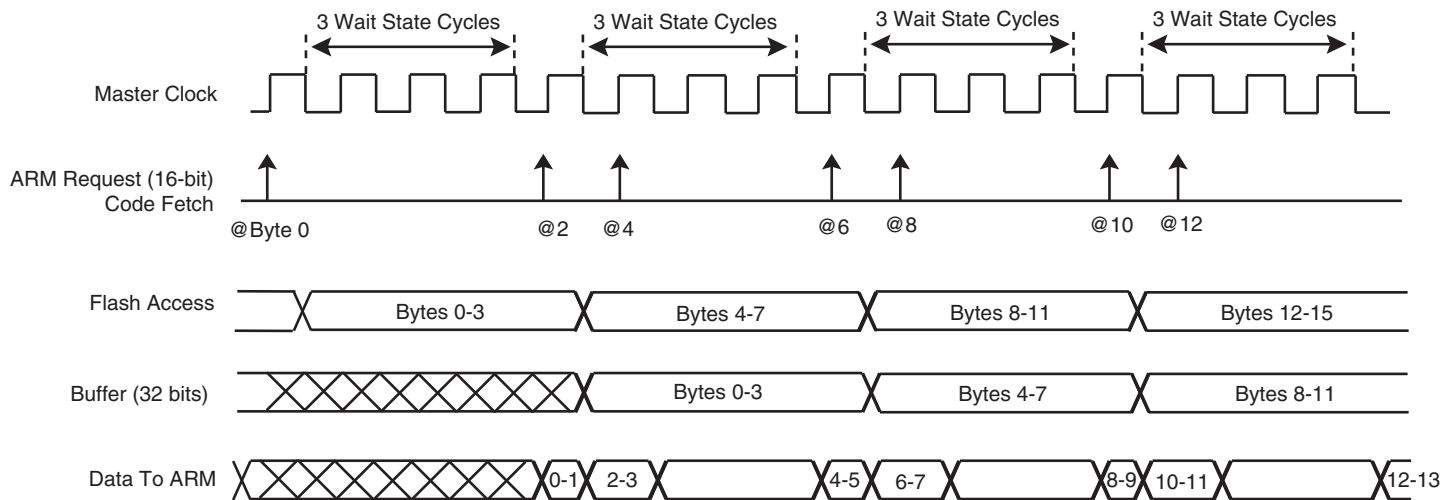 3 Wait State Cycles 3 Wait State Cycles 3 Wait State Cycles 3 Wait State Cycles
Master Clock
ARM Request (16-bit)
Code Fetch
@Byte 0 @2 @4 @6 @8 @10 @12
Flash Access Bytes 0-3 Bytes 4-7 Bytes 8-11 Bytes 12-15
Buffer (32 bits) Bytes 0-3 Bytes 4-7 Bytes 8-11
Data To ARM 0-1 2-3 4-5 6-7 8-9 10-11 12-13